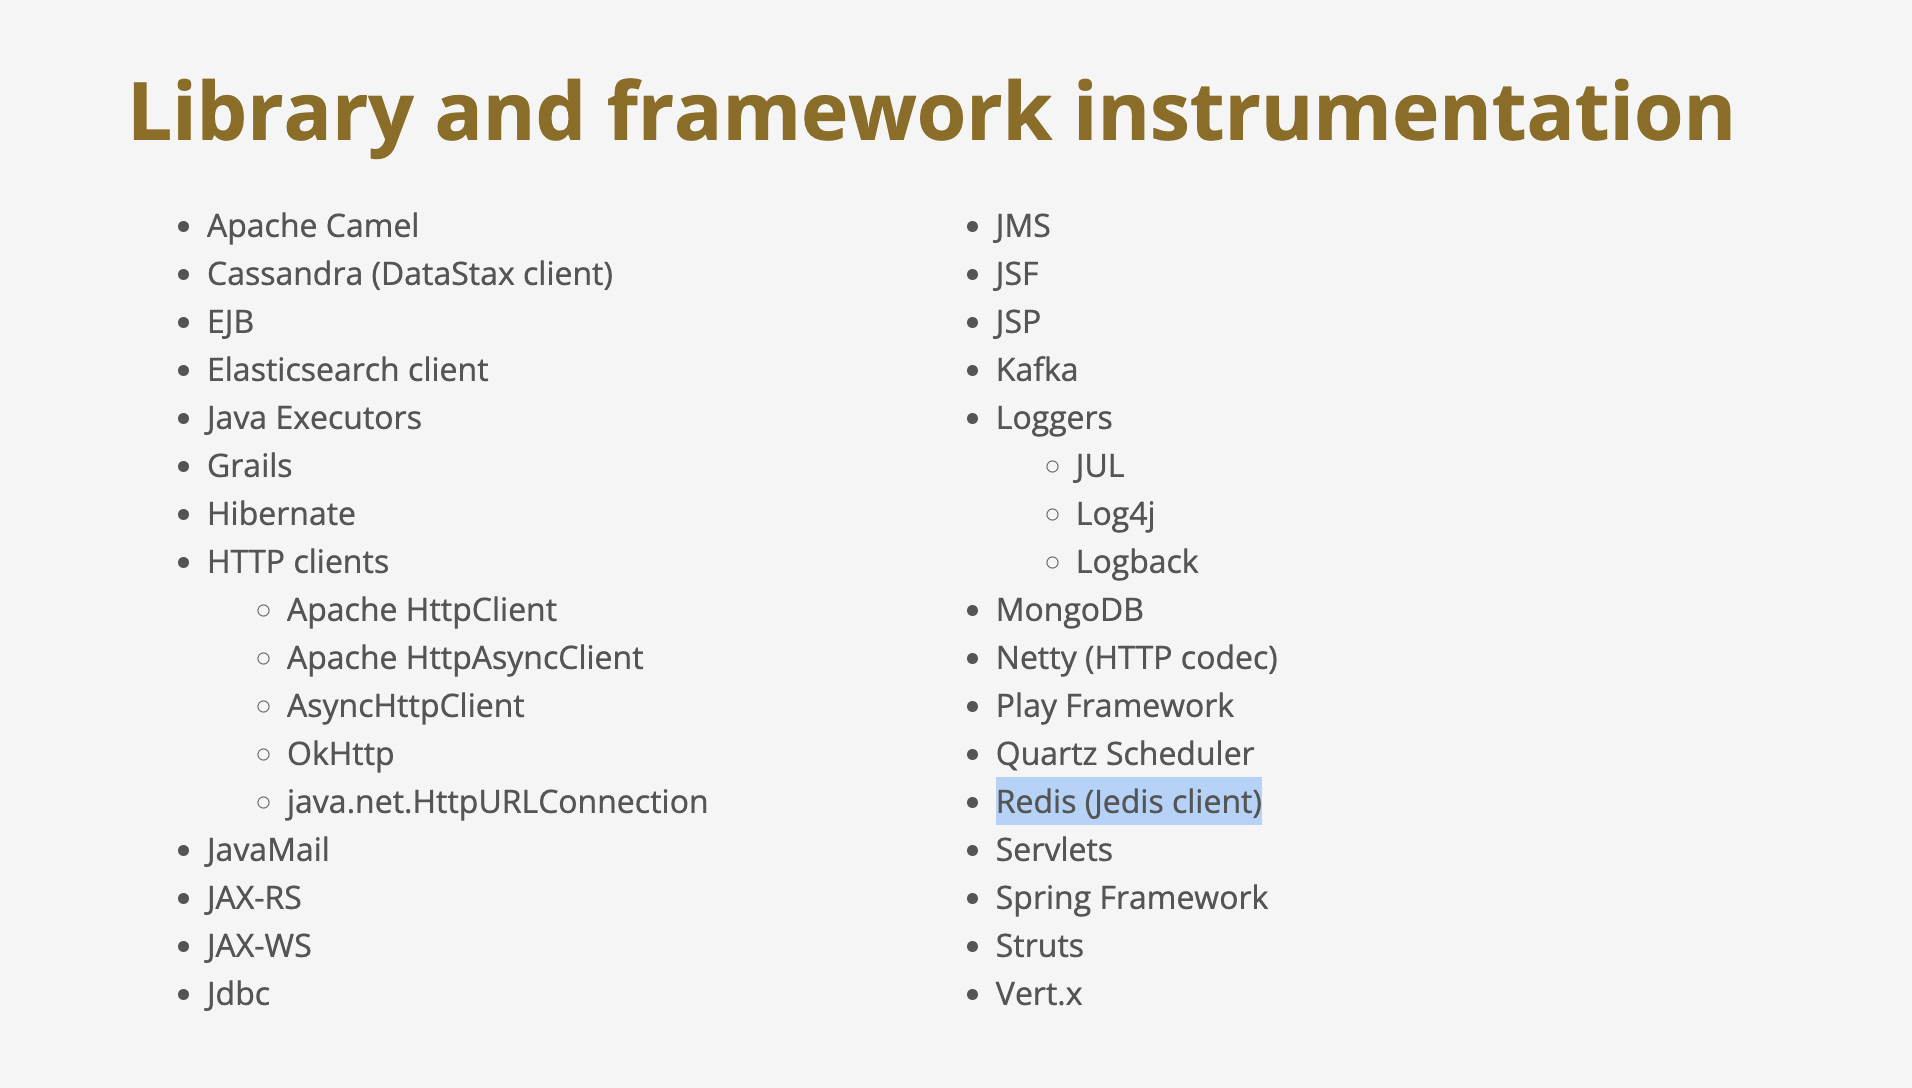 Library and framework instrumentation
Apache Camel
Cassandra (DataStax client)
EJB
Elasticsearch client
Java Executors
Grails
Hibernate
HTTP clients
Apache HttpClient
Apache HttpAsyncClient
AsyncHttpClient
OkHttp
java.net.HttpURLConnection
JavaMail
JAX-RS
JAX-WS
Jdbc
JMS
JSF
JSP
Kafka
Loggers
JUL
Log4j
Logback
MongoDB
Netty (HTTP codec)
Play Framework
Quartz Scheduler
Redis (Jedis client)
Servlets
Spring Framework
Struts
Vert.x